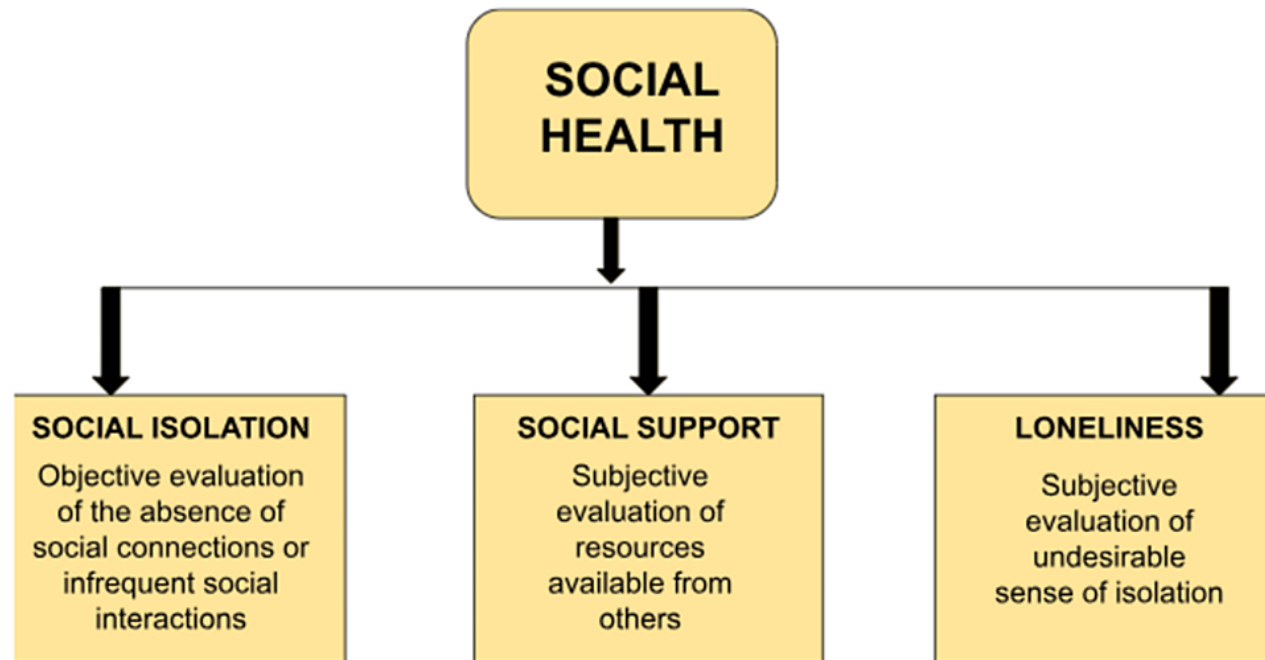 SOCIAL
HEALTH
SOCIAL ISOLATION
Objective evaluation
of the absence of
social connections or
infrequent social
interactions
SOCIAL SUPPORT
Subjective
evaluation of
resources
available from
others
LONELINESS
Subjective
evaluation of
undesirable
sense of isolation